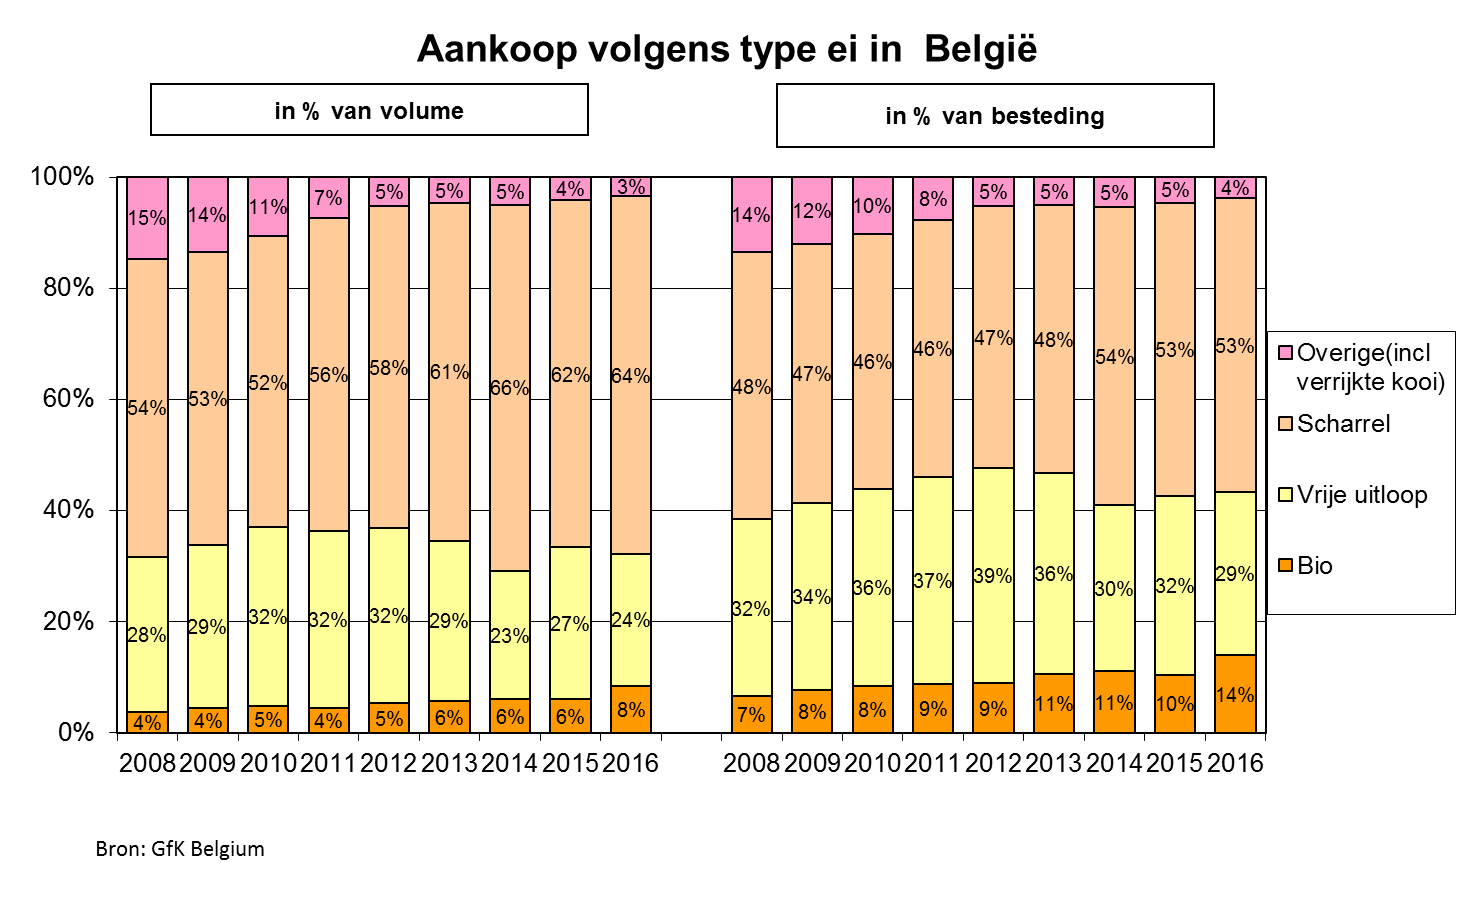 Aankoop volgens type ei in  België
in % van volume
in % van besteding
100%
80%
60%
40%
20%
0%
15% 14% 11% 7% 5% 5% 5% 4% 3%
54% 53% 52% 56% 58% 61% 66% 62% 64%
28% 29% 32% 32% 32% 29% 23% 27% 24%
4% 4% 5% 4% 5% 6% 6% 6% 8%
14% 12% 10% 8% 5% 5% 5% 5% 4%
48% 47% 46% 46% 47% 48% 54% 53% 53%
32% 34% 36% 37% 39% 36% 30% 32% 29%
7% 8% 8% 9% 9% 11% 11% 10% 14%
2008 2009 2010 2011 2012 2013 2014 2015 2016
2008 2009 2010 2011 2012 2013 2014 2015 2016
Overige(incl
verrijkte kooi)
Scharrel
Vrije uitloop
Bio
Bron: GfK Belgium